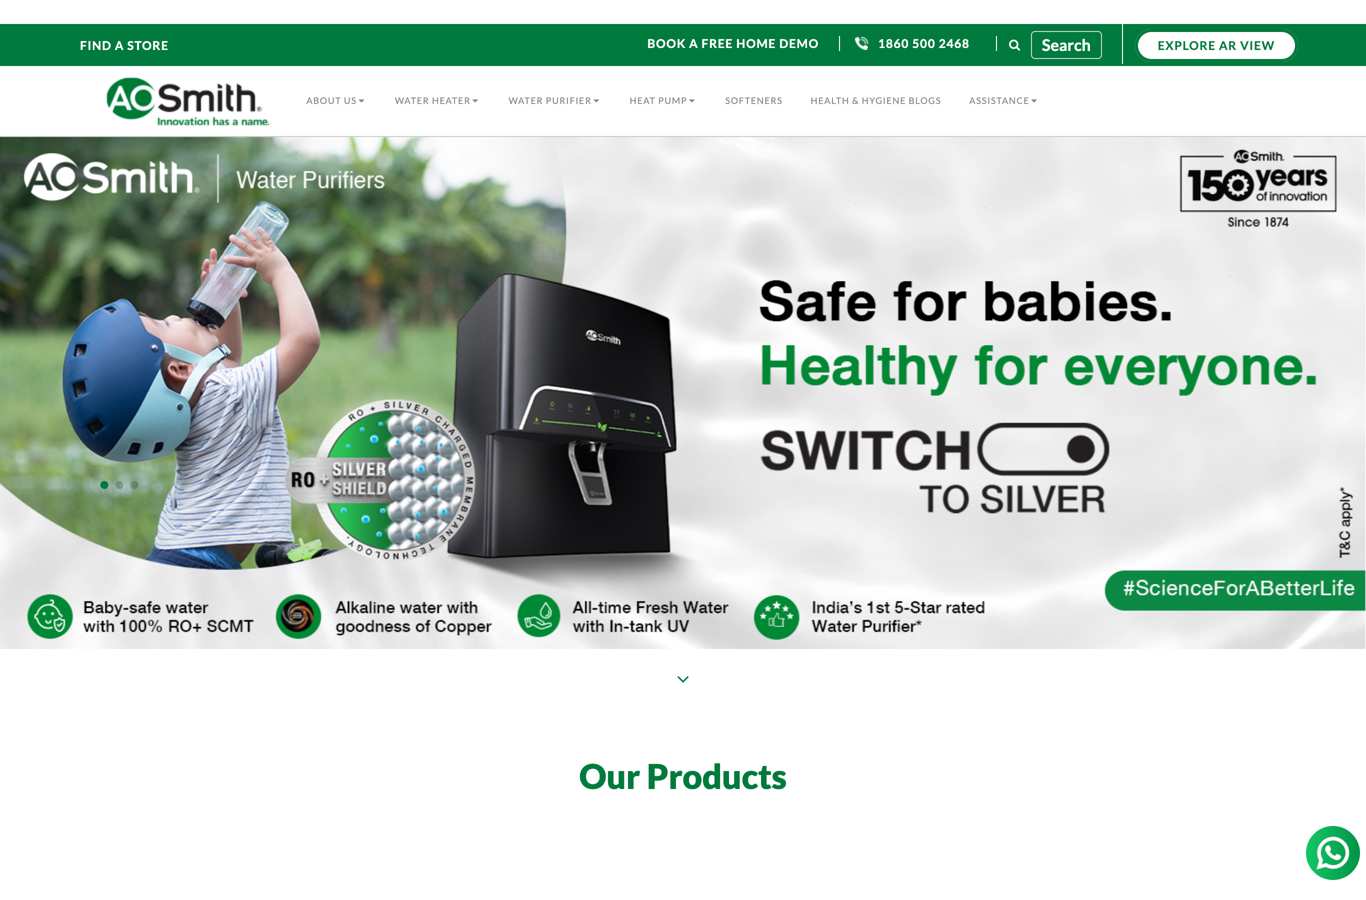 FIND A STORE
BOOK A FREE HOME DEMO
1860 500 2468
Search
EXPLORE AR VIEW
AO Smith®
Innovation has a name.
ABOUT US
WATER HEATER
WATER PURIFIER
HEAT PUMP
SOFTENERS
HEALTH & HYGIENE BLOGS
ASSISTANCE
AO Smith® | Water Purifiers
AO Smith.
150 years
of innovation
Since 1874
Safe for babies.
Healthy for everyone.
SWITCH
TO SILVER
AO Smith
RO + SILVER CHARGED MEMBRANE TECHNOLOGY.
RO + SILVER
SHIELD
T&C apply*
#ScienceForABetterLife
Baby-safe water
with 100% RO+ SCMT
Alkaline water with
goodness of Copper
All-time Fresh Water
with In-tank UV
India's 1st 5-Star rated
Water Purifier*
Our Products